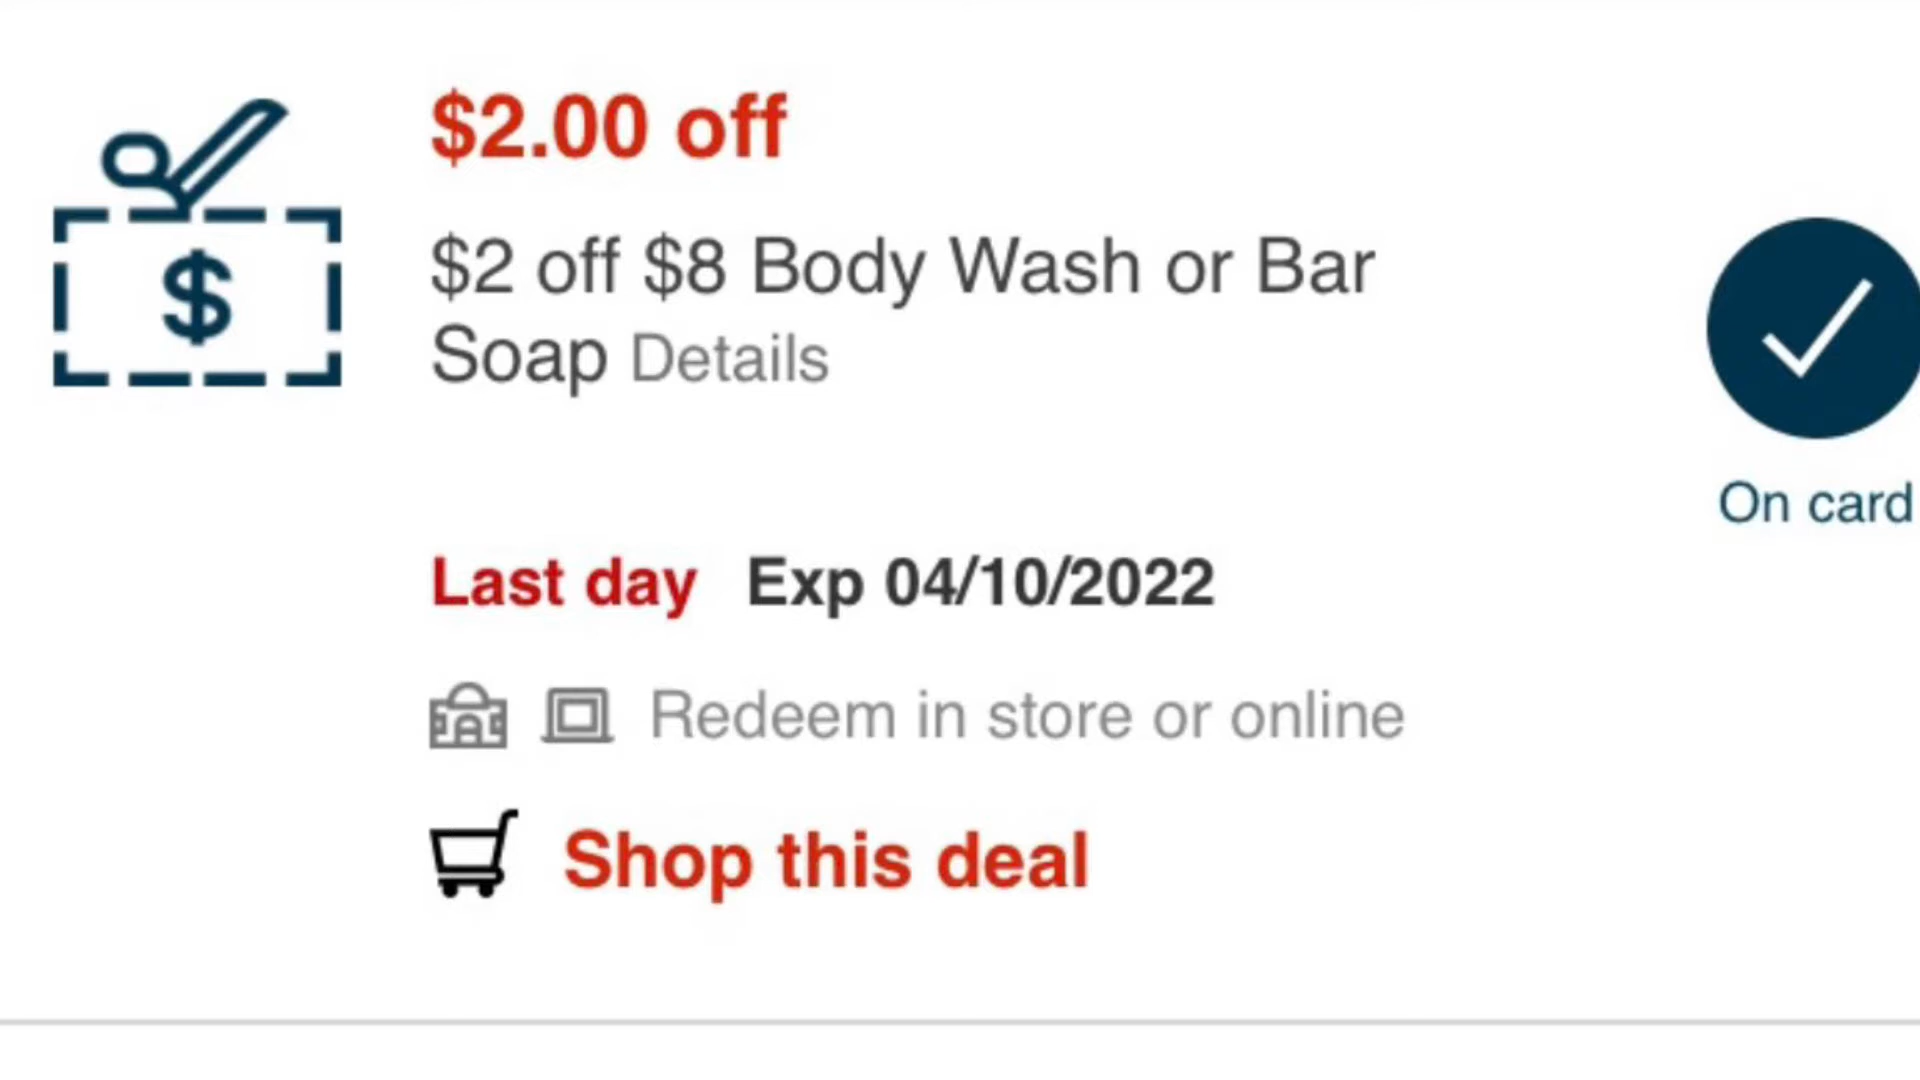 $2.00 off
$2 off $8 Body Wash or Bar
Soap Details
On card
Last day Exp 04/10/2022
Redeem in store or online
Shop this deal